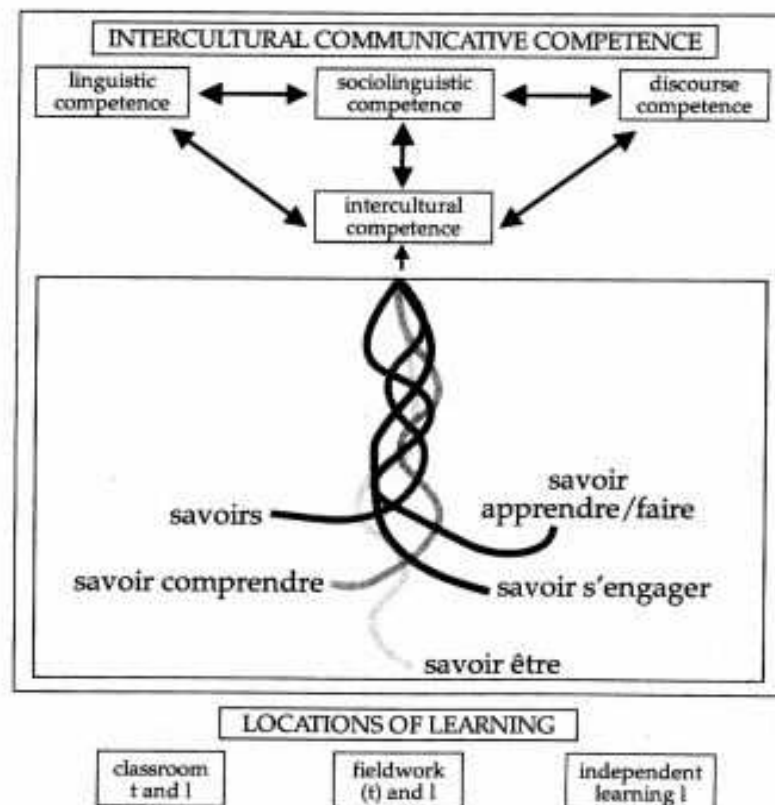 INTERCULTURAL COMMUNICATIVE COMPETENCE
linguistic
competence
sociolinguistic
competence
discourse
competence
intercultural
competence
savoirs
savoir
apprendre/faire
savoir comprendre
savoir s'engager
savoir être
LOCATIONS OF LEARNING
classroom
t and l
fieldwork
(t) and l
independent
learning l